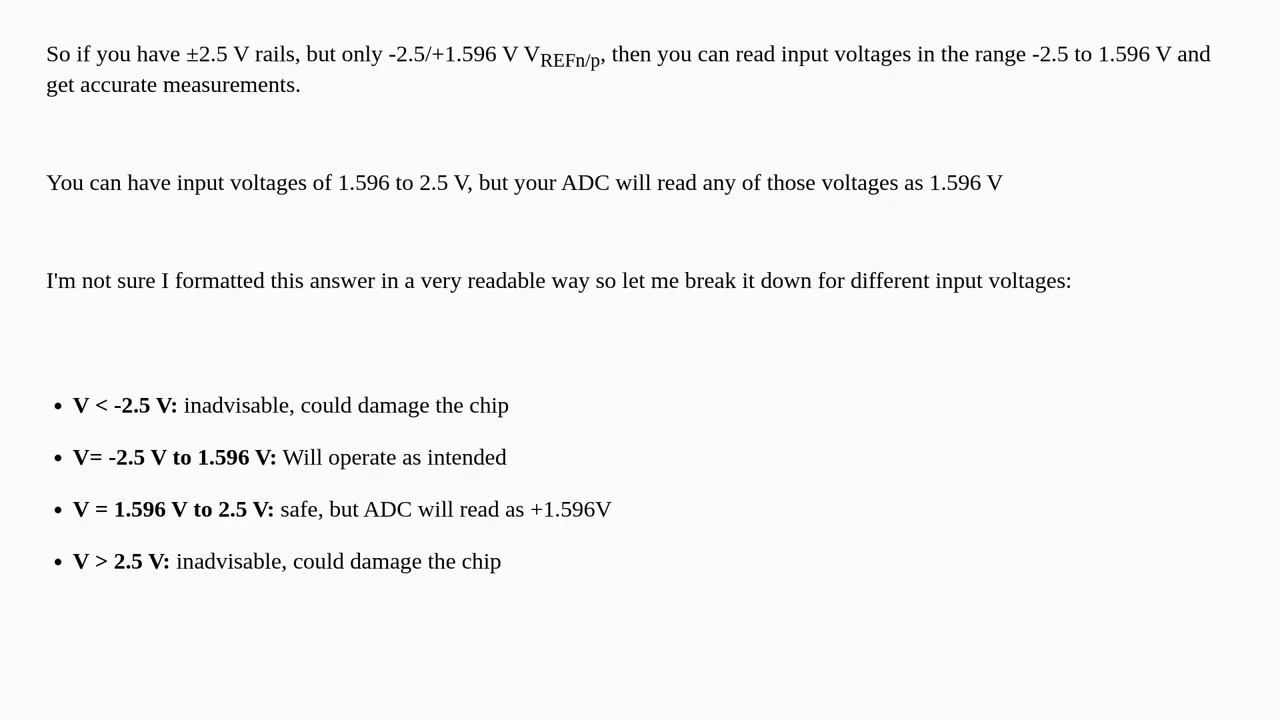 So if you have ±2.5 V rails, but only -2.5/+1.596 V VREFn/p, then you can read input voltages in the range -2.5 to 1.596 V and
get accurate measurements.
You can have input voltages of 1.596 to 2.5 V, but your ADC will read any of those voltages as 1.596 V
I'm not sure I formatted this answer in a very readable way so let me break it down for different input voltages:
• V < -2.5 V: inadvisable, could damage the chip
• V= -2.5 V to 1.596 V: Will operate as intended
• V = 1.596 V to 2.5 V: safe, but ADC will read as +1.596V
• V > 2.5 V: inadvisable, could damage the chip